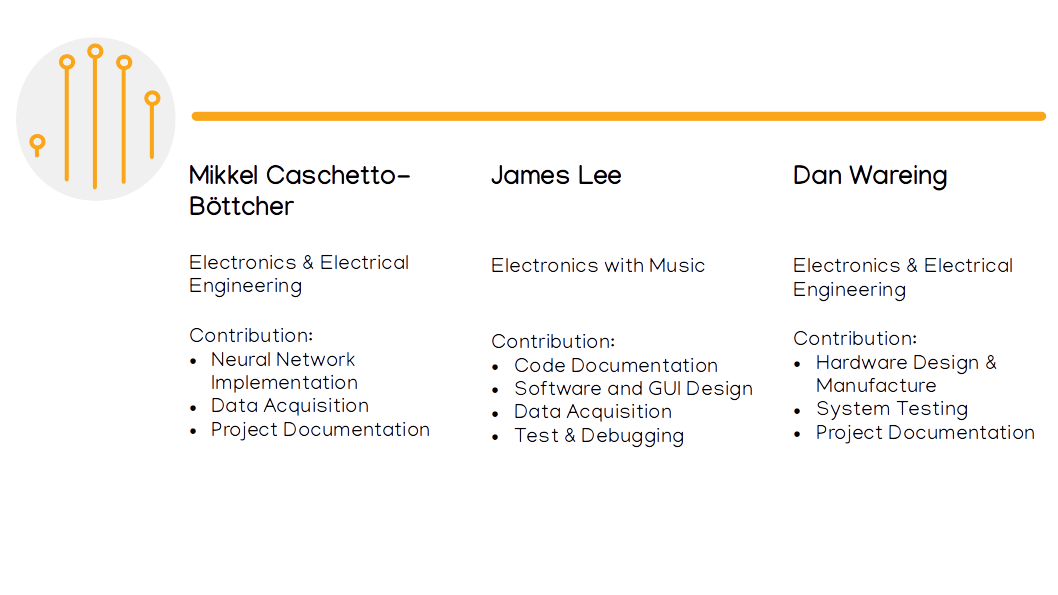 Mikkel Caschetto-
Böttcher
Electronics & Electrical
Engineering
Contribution:
• Neural Network
Implementation
• Data Acquisition
• Project Documentation
James Lee
Electronics with Music
Contribution:
• Code Documentation
• Software and GUI Design
• Data Acquisition
• Test & Debugging
Dan Wareing
Electronics & Electrical
Engineering
Contribution:
• Hardware Design &
Manufacture
• System Testing
• Project Documentation